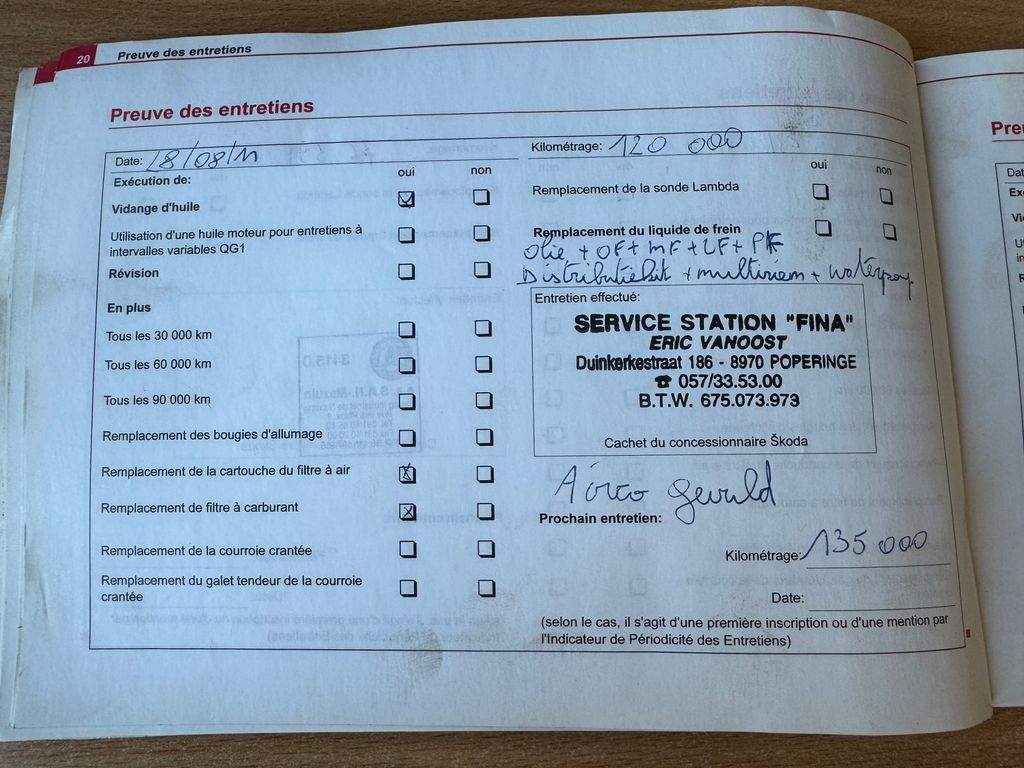 20 Preuve des entretiens
Preuve des entretiens
Date: 18/08/11
Exécution de: oui non
Vidange d'huile
Utilisation d'une huile moteur pour entretiens à
intervalles variables QG1
Révision
En plus
Tous les 30 000 km
Tous les 60 000 km
Tous les 90 000 km
Remplacement des bougies d'allumage
Remplacement de la cartouche du filtre à air
Remplacement de filtre à carburant
Remplacement de la courroie crantée
Remplacement du galet tendeur de la courroie
crantée
Kilométrage: 120 000
oui non
Remplacement de la sonde Lambda
Remplacement du liquide de frein
Olie + OF + MF + LF + PF
Distributiekit + multiriem + waterpomp
Entretien effectué:
SERVICE STATION "FINA"
ERIC VANOOST
Duinkerkestraat 186 - 8970 POPERINGE
☎ 057/33.53.00
B.T.W. 675.073.973
Cachet du concessionnaire Škoda
Airco gevuld
Prochain entretien:
Kilométrage: 135 000
Date:
(selon le cas, il s'agit d'une première inscription ou d'une mention par
l'Indicateur de Périodicité des Entretiens)